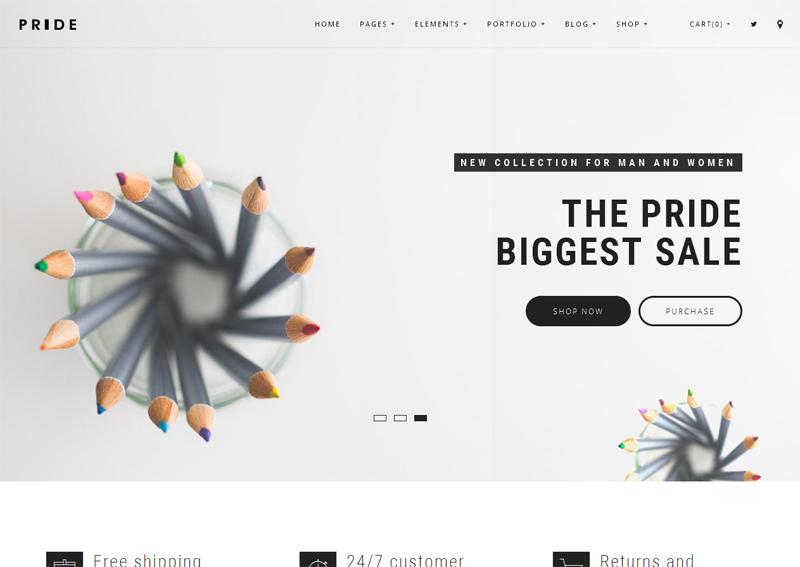 PRIDE
HOME PAGES + ELEMENTS + PORTFOLIO + BLOG + SHOP + CART(0) +
NEW COLLECTION FOR MAN AND WOMEN
THE PRIDE
BIGGEST SALE
SHOP NOW PURCHASE
Free shipping 24/7 customer Returns and